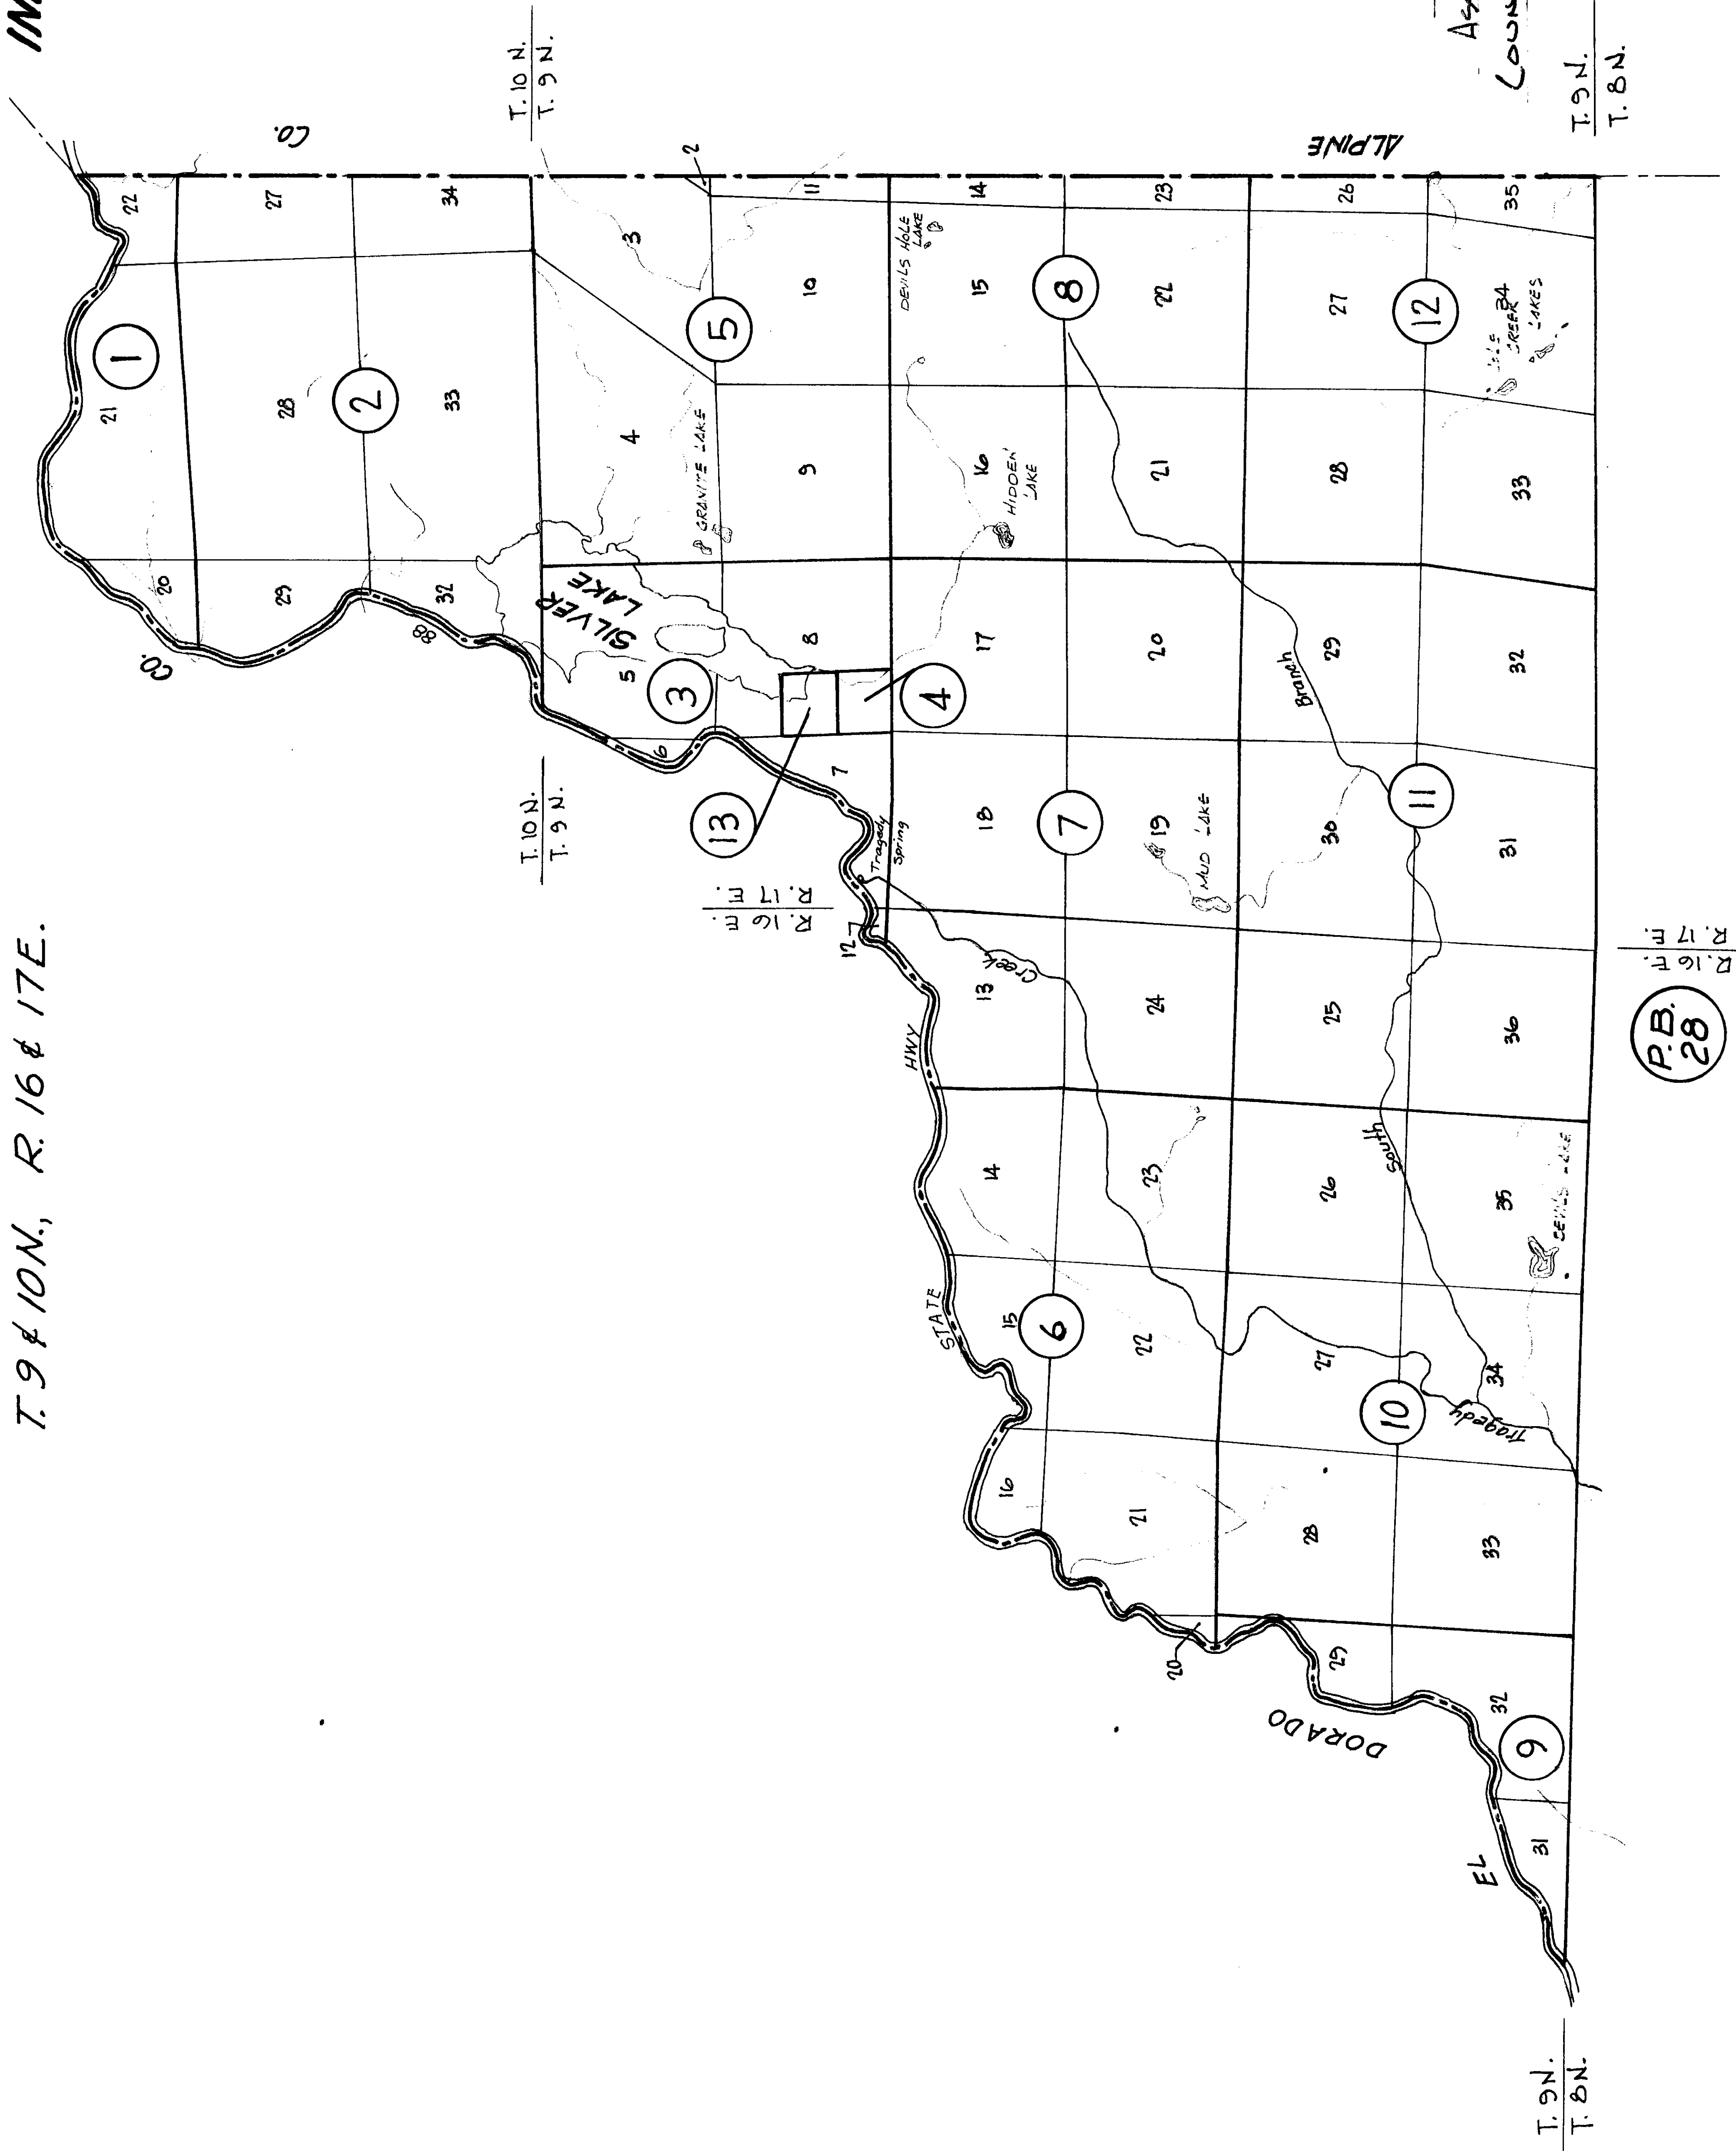 T. 9 & 10 N., R. 16 & 17 E.
T. 10 N.
T. 9 N.
CO.
22
27
34
2
3
11
14
23
26
35
ALPINE
T. 9 N.
T. 8 N.
1
21
28
2
33
4
GRANITE LAKE
5
10
9
DEVILS HOLE
LAKE
15
16
HIDDEN
LAKE
8
22
21
27
28
12
34
CREEK
LAKES
33
20
29
32
88
CO.
SILVER
LAKE
5
3
6
8
7
13
4
17
20
Branch
29
32
T. 10 N.
T. 9 N.
R. 16 E.
R. 17 E.
Tragedy
Spring
12
18
7
19
MUD LAKE
30
11
31
HWY
13
Creek
24
25
36
R. 16 E.
R. 17 E.
P.B.
28
STATE
14
23
26
South
35
DEVILS LAKE
15
6
22
27
10
34
Tragedy
16
21
28
33
20
29
32
9
31
EL
DORADO
T. 9 N.
T. 8 N.